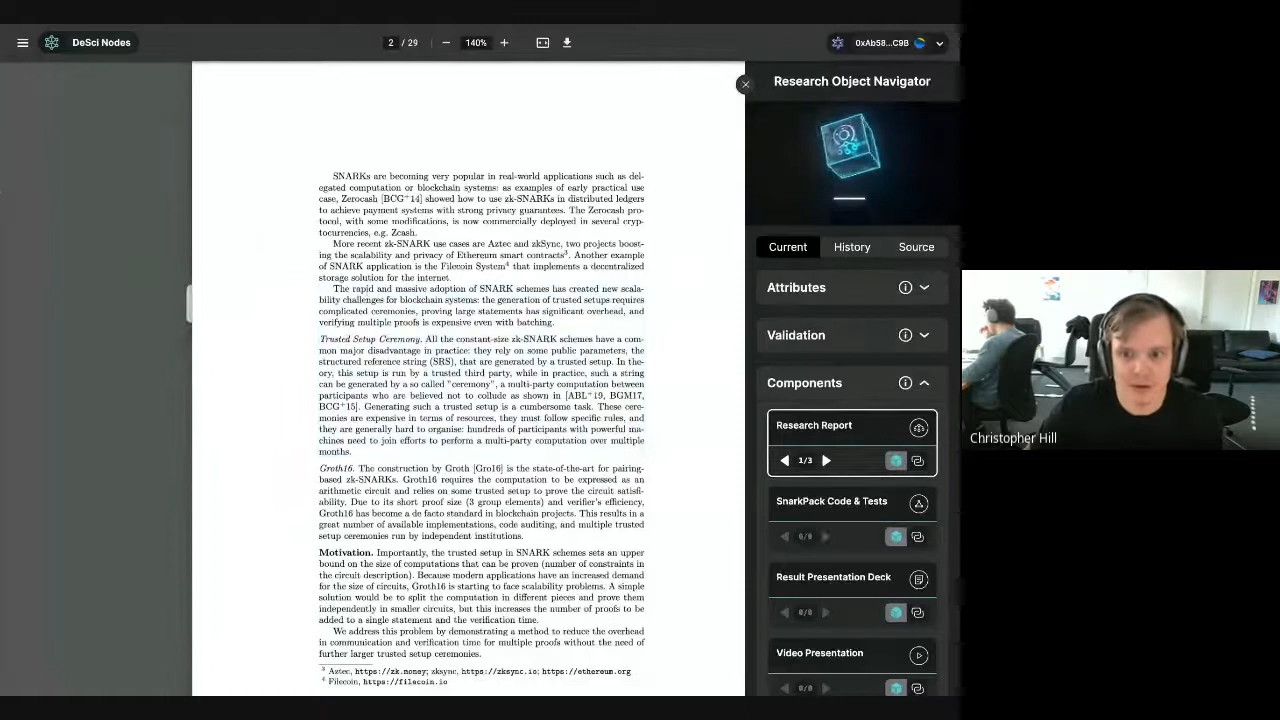 DeSci Nodes
2 / 29
140%
0xAb58...C9B
Research Object Navigator
SNARKs are becoming very popular in real-world applications such as del-
egated computation or blockchain systems: as examples of early practical use
case, Zerocash [BCG+14] showed how to use zk-SNARKs in distributed ledgers
to achieve payment systems with strong privacy guarantees. The Zerocash pro-
tocol, with some modifications, is now commercially deployed in several cryp-
tocurrencies, e.g. Zcash.
More recent zk-SNARK use cases are Aztec and zkSync, two projects boost-
ing the scalability and privacy of Ethereum smart contracts3. Another example
of SNARK application is the Filecoin System4 that implements a decentralized
storage solution for the internet.
The rapid and massive adoption of SNARK schemes has created new scala-
bility challenges for blockchain systems: the generation of trusted setups requires
complicated ceremonies, proving large statements has significant overhead, and
verifying multiple proofs is expensive even with batching.
Trusted Setup Ceremony. All the constant-size zk-SNARK schemes have a com-
mon major disadvantage in practice: they rely on some public parameters, the
structured reference string (SRS), that are generated by a trusted setup. In the-
ory, this setup is run by a trusted third party, while in practice, such a string
can be generated by a so called "ceremony", a multi-party computation between
participants who are believed not to collude as shown in [ABL+19, BGM17,
BCG+15]. Generating such a trusted setup is a cumbersome task. These cere-
monies are expensive in terms of resources, they must follow specific rules, and
they are generally hard to organise: hundreds of participants with powerful ma-
chines need to join efforts to perform a multi-party computation over multiple
months.
Groth16. The construction by Groth [Gro16] is the state-of-the-art for pairing-
based zk-SNARKs. Groth16 requires the computation to be expressed as an
arithmetic circuit and relies on some trusted setup to prove the circuit satisfi-
ability. Due to its short proof size (3 group elements) and verifier's efficiency,
Groth16 has become a de facto standard in blockchain projects. This results in a
great number of available implementations, code auditing, and multiple trusted
setup ceremonies run by independent institutions.
Motivation. Importantly, the trusted setup in SNARK schemes sets an upper
bound on the size of computations that can be proven (number of constraints in
the circuit description). Because modern applications have an increased demand
for the size of circuits, Groth16 is starting to face scalability problems. A simple
solution would be to split the computation in different pieces and prove them
independently in smaller circuits, but this increases the number of proofs to be
added to a single statement and the verification time.
We address this problem by demonstrating a method to reduce the overhead
in communication and verification time for multiple proofs without the need of
further larger trusted setup ceremonies.
3 Aztec, https://zk.money; zksync, https://zksync.io; https://ethereum.org
4 Filecoin, https://filecoin.io
Current
History
Source
Attributes
Validation
Components
Research Report
1/3
SnarkPack Code & Tests
0/0
Result Presentation Deck
0/0
Video Presentation
0/0
Christopher Hill